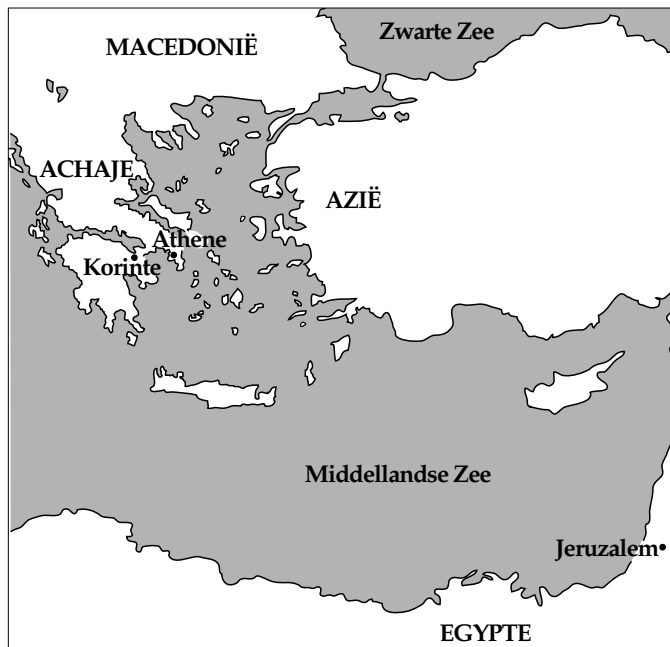 Zwarte Zee
MACEDONIË
ACHAJE
AZIË
Athene
Korinte
Middellandse Zee
Jeruzalem
EGYPTE